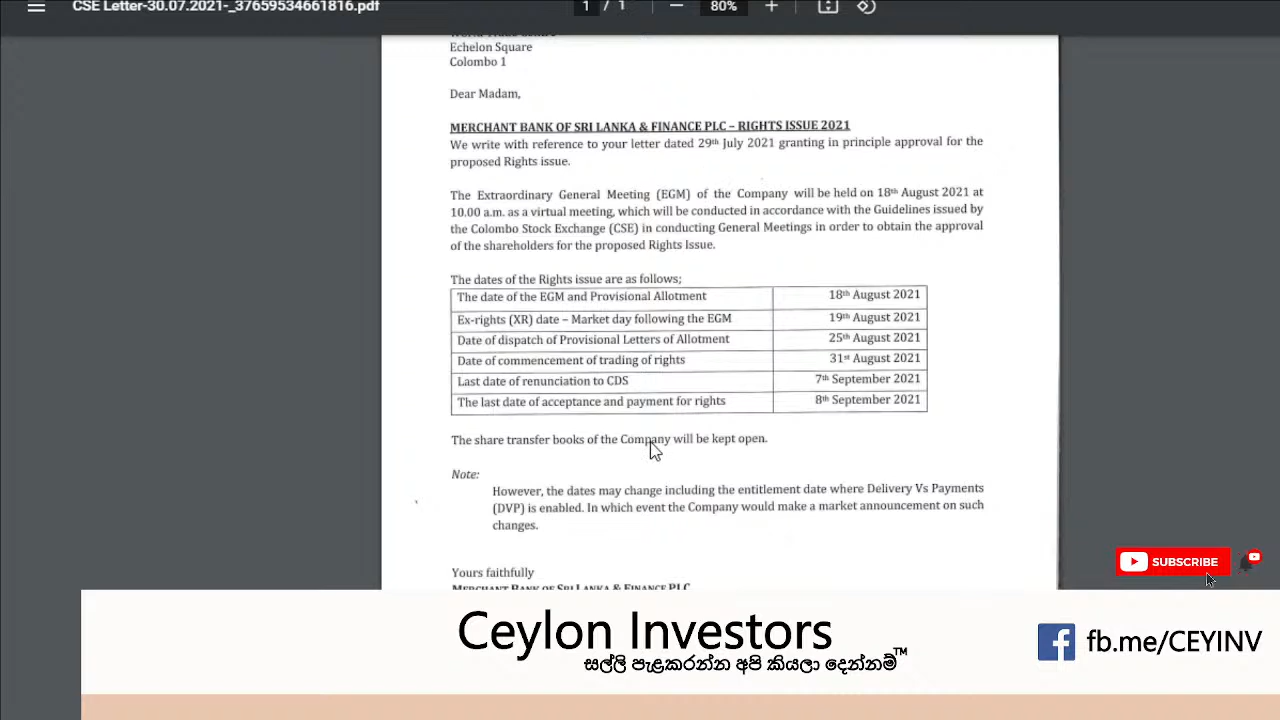 CSE Letter-30.07.2021-_37659534661816.pdf
1 / 1
80%
Echelon Square
Colombo 1
Dear Madam,
MERCHANT BANK OF SRI LANKA & FINANCE PLC – RIGHTS ISSUE 2021
We write with reference to your letter dated 29th July 2021 granting in principle approval for the
proposed Rights issue.
The Extraordinary General Meeting (EGM) of the Company will be held on 18th August 2021 at
10.00 a.m. as a virtual meeting, which will be conducted in accordance with the Guidelines issued by
the Colombo Stock Exchange (CSE) in conducting General Meetings in order to obtain the approval
of the shareholders for the proposed Rights Issue.
The dates of the Rights issue are as follows;
The date of the EGM and Provisional Allotment 18th August 2021
Ex-rights (XR) date – Market day following the EGM 19th August 2021
Date of dispatch of Provisional Letters of Allotment 25th August 2021
Date of commencement of trading of rights 31st August 2021
Last date of renunciation to CDS 7th September 2021
The last date of acceptance and payment for rights 8th September 2021
The share transfer books of the Company will be kept open.
Note:
However, the dates may change including the entitlement date where Delivery Vs Payments
(DVP) is enabled. In which event the Company would make a market announcement on such
changes.
Yours faithfully
MERCHANT BANK OF SRI LANKA & FINANCE PLC
SUBSCRIBE
Ceylon Investors
සල්ලි පැළකරන්න අපි කියලා දෙන්නම් ™
fb.me/CEYINV